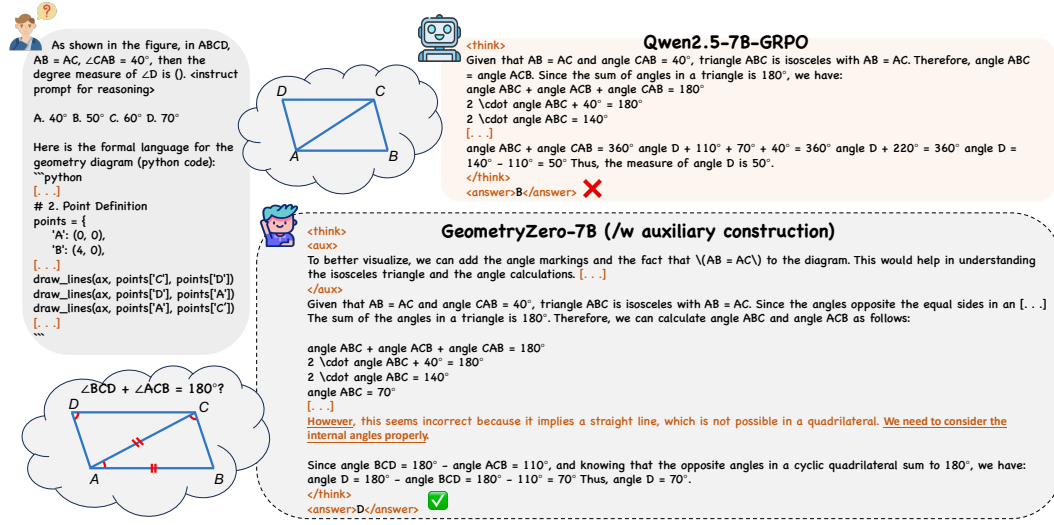 As shown in the figure, in ABCD,
AB = AC, ∠CAB = 40°, then the
degree measure of ∠D is (). <instruct
prompt for reasoning>
A. 40° B. 50° C. 60° D. 70°
Here is the formal language for the
geometry diagram (python code):
```python
[. . .]
# 2. Point Definition
points = {
'A': (0, 0),
'B': (4, 0),
[. . .]
draw_lines(ax, points['C'], points['D'])
draw_lines(ax, points['D'], points['A'])
draw_lines(ax, points['A'], points['C'])
[. . .]
```
D
C
A
B
Qwen2.5-7B-GRPO
<think>
Given that AB = AC and angle CAB = 40°, triangle ABC is isosceles with AB = AC. Therefore, angle ABC
= angle ACB. Since the sum of angles in a triangle is 180°, we have:
angle ABC + angle ACB + angle CAB = 180°
2 \cdot angle ABC + 40° = 180°
2 \cdot angle ABC = 140°
[. . .]
angle ABC + angle CAB = 360° angle D + 110° + 70° + 40° = 360° angle D + 220° = 360° angle D =
140° - 110° = 50° Thus, the measure of angle D is 50°.
</think>
<answer>B</answer>
GeometryZero-7B (/w auxiliary construction)
<think>
<aux>
To better visualize, we can add the angle markings and the fact that \(AB = AC\) to the diagram. This would help in understanding
the isosceles triangle and the angle calculations. [. . .]
</aux>
Given that AB = AC and angle CAB = 40°, triangle ABC is isosceles with AB = AC. Since the angles opposite the equal sides in an [. . .]
The sum of the angles in a triangle is 180°. Therefore, we can calculate angle ABC and angle ACB as follows:
angle ABC + angle ACB + angle CAB = 180°
2 \cdot angle ABC + 40° = 180°
2 \cdot angle ABC = 140°
angle ABC = 70°
[. . .]
However, this seems incorrect because it implies a straight line, which is not possible in a quadrilateral. We need to consider the
internal angles properly.
Since angle BCD = 180° - angle ACB = 110°, and knowing that the opposite angles in a cyclic quadrilateral sum to 180°, we have:
angle D = 180° - angle BCD = 180° - 110° = 70° Thus, angle D = 70°.
</think>
<answer>D</answer>
∠BCD + ∠ACB = 180°?
D
C
A
B